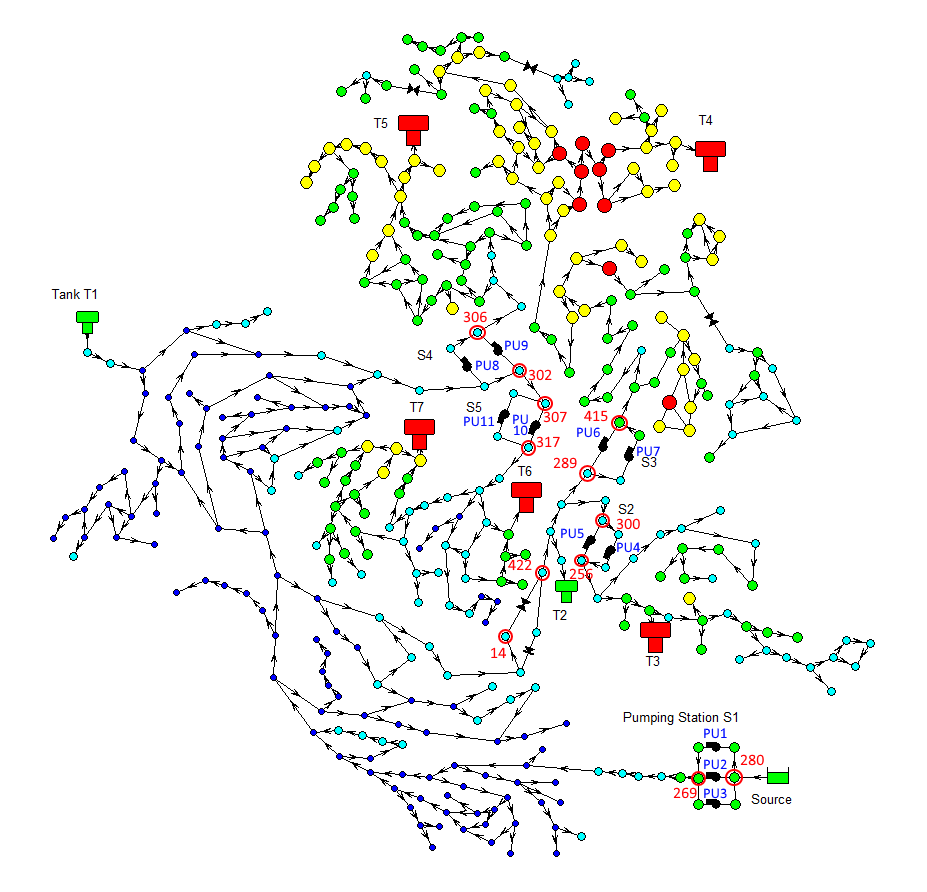 T5
T4
Tank T1
306
PU9
S4
PU8
302
T7
S5
307
415
PU11
PU
10
PU6
317
PU7
289
S3
T6
S2
300
PU5
PU4
422
256
T2
14
T3
Pumping Station S1
PU1
280
PU2
269
PU3
Source